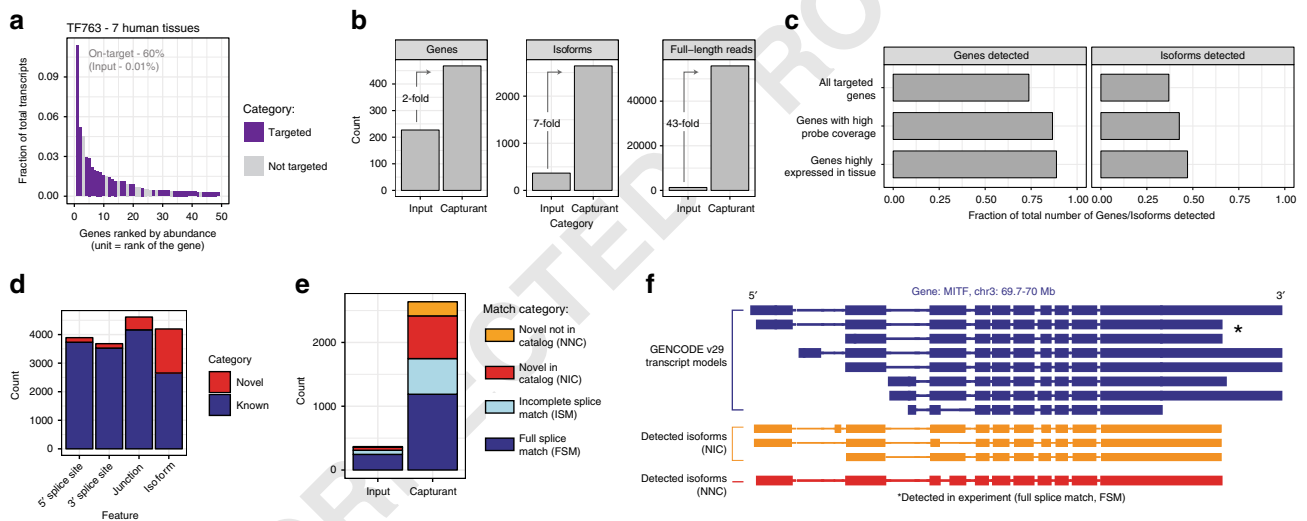 a
TF763 - 7 human tissues
On-target - 60%
(Input - 0.01%)
0.09
0.06
0.03
0.00
0 10 20 30 40 50
Fraction of total transcripts
Genes ranked by abundance
(unit = rank of the gene)
Category:
Targeted
Not targeted
b
Genes
Isoforms
Full-length reads
400
300
200
100
0
2000
1000
0
40000
20000
10000
0
2-fold
7-fold
43-fold
Count
Input Capturant
Input Capturant
Input Capturant
Category
c
Genes detected
Isoforms detected
All targeted
genes
Genes with high
probe coverage
Genes highly
expressed in tissue
0.00 0.25 0.50 0.75 1.00
0.00 0.25 0.50 0.75 1.00
Fraction of total number of Genes/Isoforms detected
d
4000
3000
2000
1000
0
Count
5′ splice site
3′ splice site
Junction
Isoform
Feature
Category
Novel
Known
e
2000
1000
0
Count
Input Capturant
Match category:
Novel not in
catalog (NNC)
Novel in
catalog (NIC)
Incomplete splice
match (ISM)
Full splice
match (FSM)
f
5′
Gene: MITF, chr3: 69.7-70 Mb
3′
GENCODE v29
transcript models
*
Detected isoforms
(NIC)
Detected isoforms
(NNC)
*Detected in experiment (full splice match, FSM)